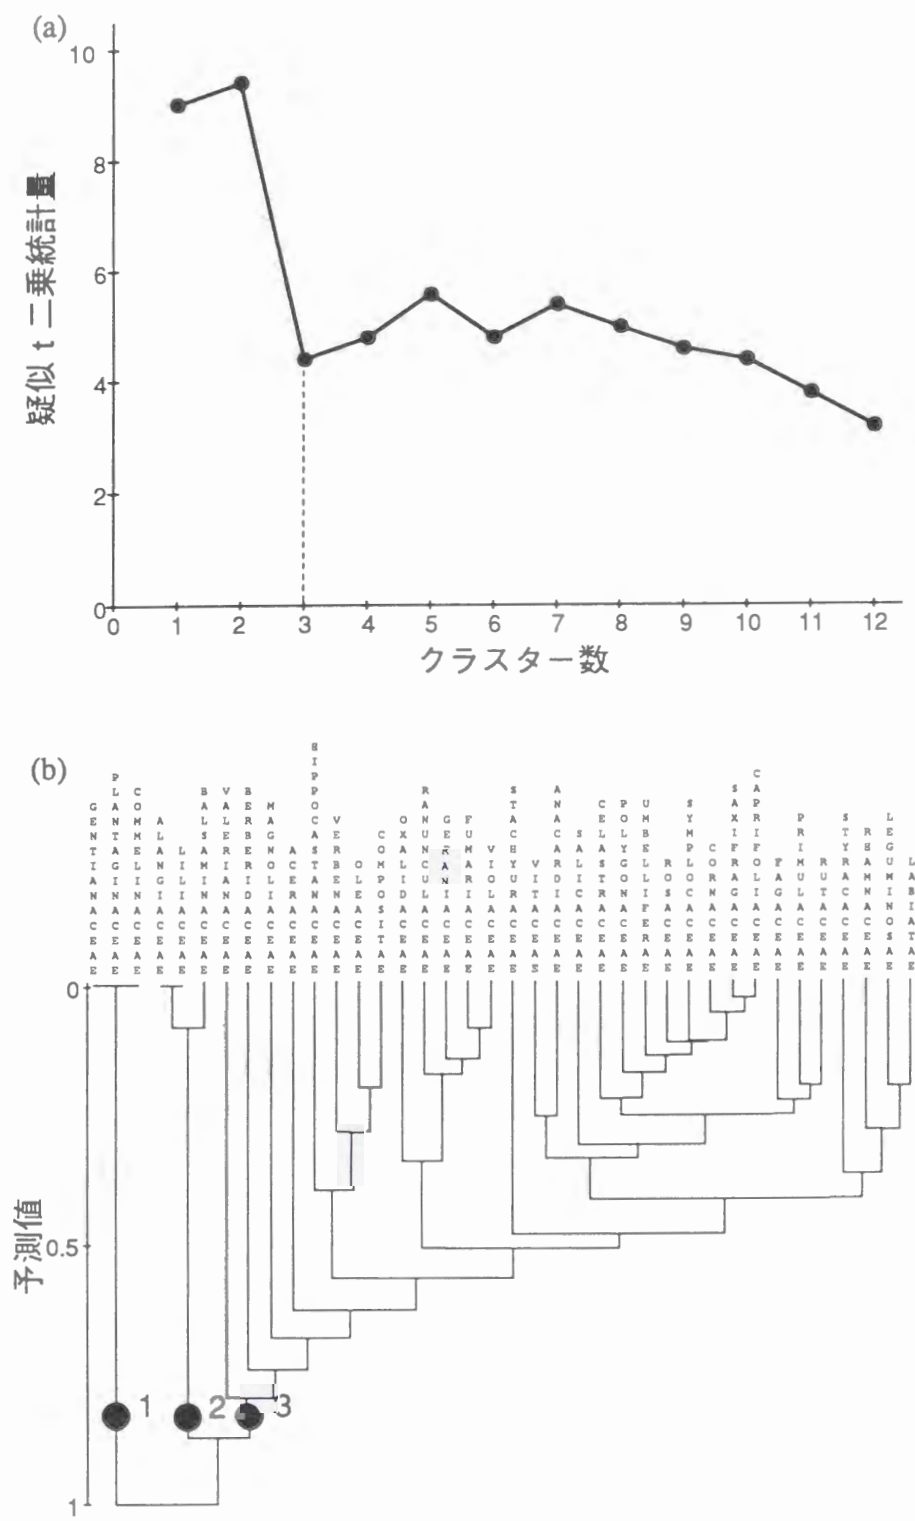 (a)
10
8
6
4
2
0
疑似 t 二乗統計量
0 1 2 3 4 5 6 7 8 9 10 11 12
クラスター数
(b)
GENTIANACEAE
PLANTAGINACEAE
COMMELINACEAE
ALANGIACEAE
LILIACEAE
BALSAMINACEAE
VALERIANACEAE
BERBERIDACEAE
MAGNOLIACEAE
ACERACEAE
HIPPOCASTANACEAE
VERBENACEAE
OLEACEAE
COMPOSITAE
OXALIDACEAE
RANUNCULACEAE
GERANIACEAE
FUMARIACEAE
VIOLACEAE
STACHYURACEAE
VITACEAE
ANACARDIACEAE
SALICACEAE
CELASTRACEAE
POLYGONACEAE
UMBELLIFERAE
ROSACEAE
SYMPLOCACEAE
CORNACEAE
SAXIFRAGACEAE
CAPRIFOLIACEAE
FAGACEAE
PRIMULACEAE
RUTACEAE
STYRACACEAE
RHAMNACEAE
LEGUMINOSAE
LABIATAE
0
0.5
1
予測値
1 2 3